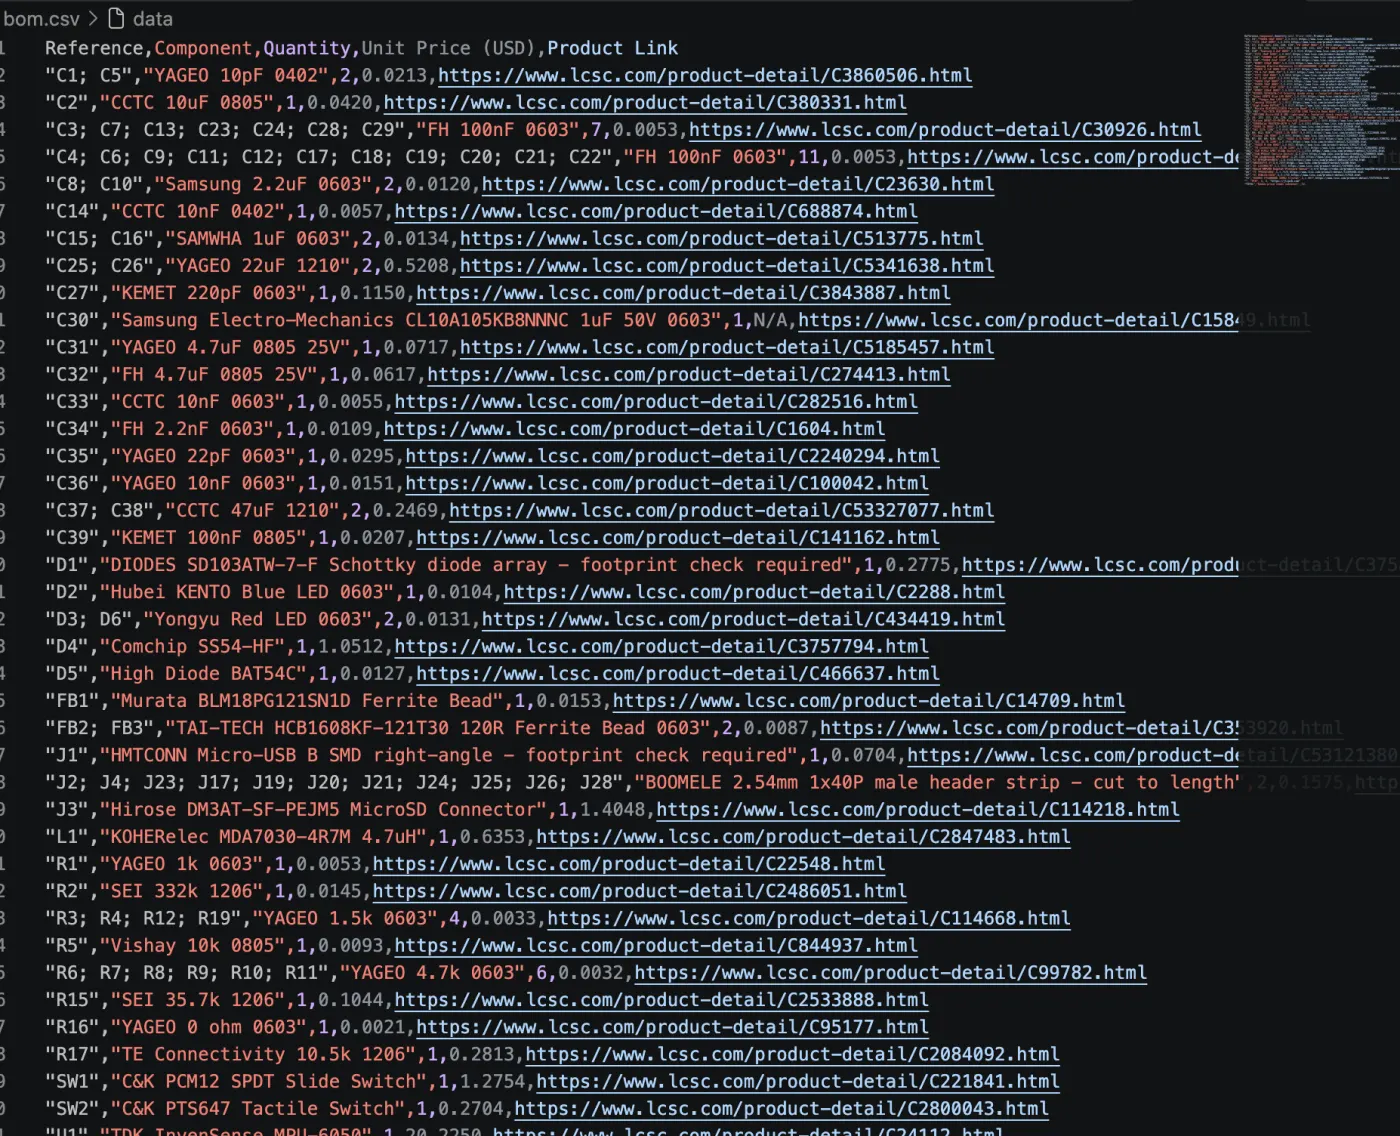 bom.csv > data
Reference,Component,Quantity,Unit Price (USD),Product Link
"C1; C5","YAGEO 10pF 0402",2,0.0213,https://www.lcsc.com/product-detail/C3860506.html
"C2","CCTC 10uF 0805",1,0.0420,https://www.lcsc.com/product-detail/C380331.html
"C3; C7; C13; C23; C24; C28; C29","FH 100nF 0603",7,0.0053,https://www.lcsc.com/product-detail/C30926.html
"C4; C6; C9; C11; C12; C17; C18; C19; C20; C21; C22","FH 100nF 0603",11,0.0053,https://www.lcsc.com/product-de
"C8; C10","Samsung 2.2uF 0603",2,0.0120,https://www.lcsc.com/product-detail/C23630.html
"C14","CCTC 10nF 0402",1,0.0057,https://www.lcsc.com/product-detail/C688874.html
"C15; C16","SAMWHA 1uF 0603",2,0.0134,https://www.lcsc.com/product-detail/C513775.html
"C25; C26","YAGEO 22uF 1210",2,0.5208,https://www.lcsc.com/product-detail/C5341638.html
"C27","KEMET 220pF 0603",1,0.1150,https://www.lcsc.com/product-detail/C3843887.html
"C30","Samsung Electro-Mechanics CL10A105KB8NNNC 1uF 50V 0603",1,N/A,https://www.lcsc.com/product-detail/C15849.html
"C31","YAGEO 4.7uF 0805 25V",1,0.0717,https://www.lcsc.com/product-detail/C5185457.html
"C32","FH 4.7uF 0805 25V",1,0.0617,https://www.lcsc.com/product-detail/C274413.html
"C33","CCTC 10nF 0603",1,0.0055,https://www.lcsc.com/product-detail/C282516.html
"C34","FH 2.2nF 0603",1,0.0109,https://www.lcsc.com/product-detail/C1604.html
"C35","YAGEO 22pF 0603",1,0.0295,https://www.lcsc.com/product-detail/C2240294.html
"C36","YAGEO 10nF 0603",1,0.0151,https://www.lcsc.com/product-detail/C100042.html
"C37; C38","CCTC 47uF 1210",2,0.2469,https://www.lcsc.com/product-detail/C53327077.html
"C39","KEMET 100nF 0805",1,0.0207,https://www.lcsc.com/product-detail/C141162.html
"D1","DIODES SD103ATW-7-F Schottky diode array - footprint check required",1,0.2775,https://www.lcsc.com/product-detail/C375
"D2","Hubei KENTO Blue LED 0603",1,0.0104,https://www.lcsc.com/product-detail/C2288.html
"D3; D6","Yongyu Red LED 0603",2,0.0131,https://www.lcsc.com/product-detail/C434419.html
"D4","Comchip SS54-HF",1,1.0512,https://www.lcsc.com/product-detail/C3757794.html
"D5","High Diode BAT54C",1,0.0127,https://www.lcsc.com/product-detail/C466637.html
"FB1","Murata BLM18PG121SN1D Ferrite Bead",1,0.0153,https://www.lcsc.com/product-detail/C14709.html
"FB2; FB3","TAI-TECH HCB1608KF-121T30 120R Ferrite Bead 0603",2,0.0087,https://www.lcsc.com/product-detail/C353920.html
"J1","HMTCONN Micro-USB B SMD right-angle - footprint check required",1,0.0704,https://www.lcsc.com/product-detail/C53121380
"J2; J4; J23; J17; J19; J20; J21; J24; J25; J26; J28","BOOMELE 2.54mm 1x40P male header strip - cut to length",2,0.1575,http
"J3","Hirose DM3AT-SF-PEJM5 MicroSD Connector",1,1.4048,https://www.lcsc.com/product-detail/C114218.html
"L1","KOHERelec MDA7030-4R7M 4.7uH",1,0.6353,https://www.lcsc.com/product-detail/C2847483.html
"R1","YAGEO 1k 0603",1,0.0053,https://www.lcsc.com/product-detail/C22548.html
"R2","SEI 332k 1206",1,0.0145,https://www.lcsc.com/product-detail/C2486051.html
"R3; R4; R12; R19","YAGEO 1.5k 0603",4,0.0033,https://www.lcsc.com/product-detail/C114668.html
"R5","Vishay 10k 0805",1,0.0093,https://www.lcsc.com/product-detail/C844937.html
"R6; R7; R8; R9; R10; R11","YAGEO 4.7k 0603",6,0.0032,https://www.lcsc.com/product-detail/C99782.html
"R15","SEI 35.7k 1206",1,0.1044,https://www.lcsc.com/product-detail/C2533888.html
"R16","YAGEO 0 ohm 0603",1,0.0021,https://www.lcsc.com/product-detail/C95177.html
"R17","TE Connectivity 10.5k 1206",1,0.2813,https://www.lcsc.com/product-detail/C2084092.html
"SW1","C&K PCM12 SPDT Slide Switch",1,1.2754,https://www.lcsc.com/product-detail/C221841.html
"SW2","C&K PTS647 Tactile Switch",1,0.2704,https://www.lcsc.com/product-detail/C2800043.html
"U1","TDK InvenSense MPU-6050",1,20.2250,https://www.lcsc.com/product-detail/C24112.html